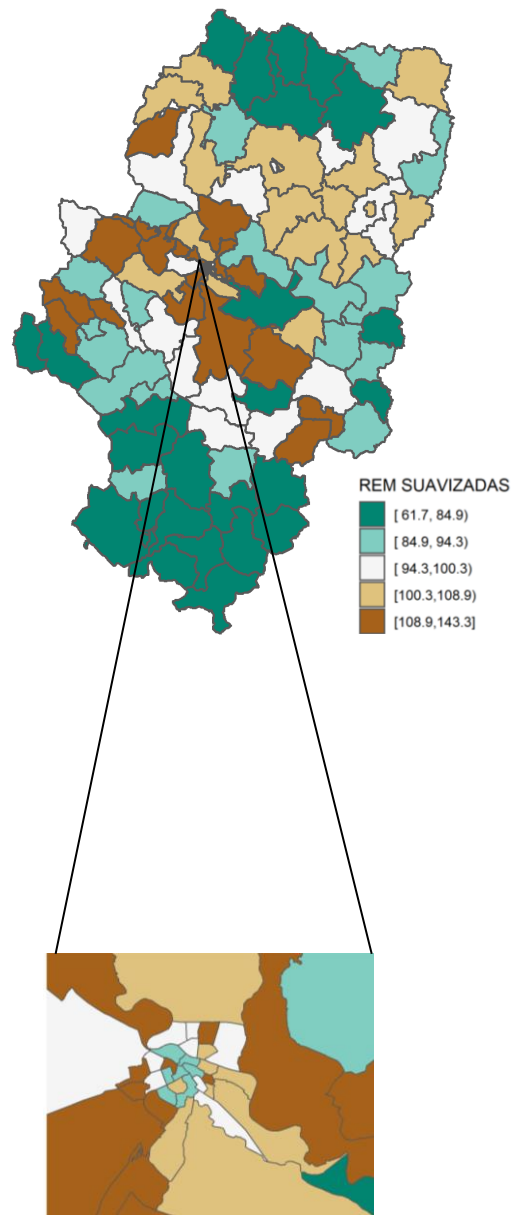 REM SUAVIZADAS
[ 61.7, 84.9)
[ 84.9, 94.3)
[ 94.3,100.3)
[100.3,108.9)
[108.9,143.3]